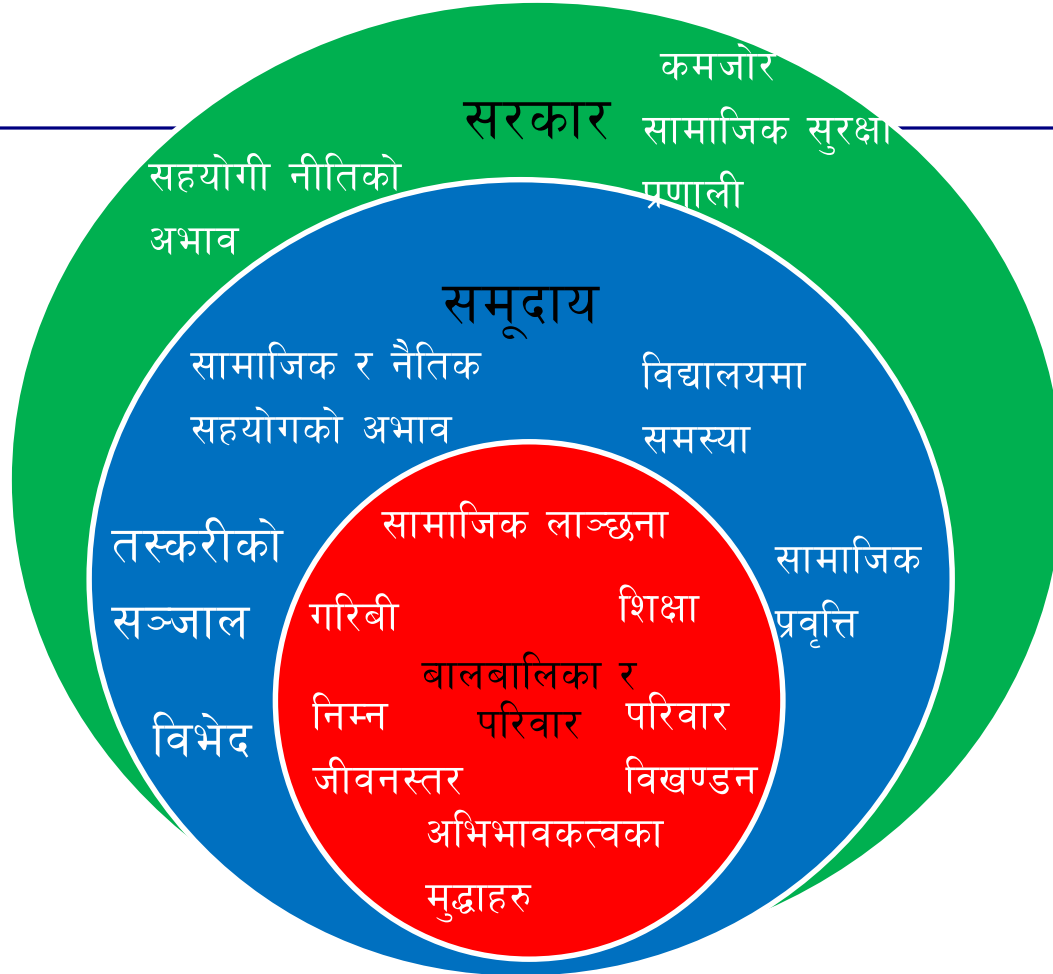 कमजोर
सरकार
सामाजिक सुरक्षा
प्रणाली
सहयोगी नीतिको
अभाव
समूदाय
सामाजिक र नैतिक
सहयोगको अभाव
विद्यालयमा
समस्या
तस्करीको
सञ्जाल
विभेद
सामाजिक
प्रवृत्ति
सामाजिक लाञ्छना
गरिबी
शिक्षा
बालबालिका र
परिवार
निम्न
जीवनस्तर
परिवार
विखण्डन
अभिभावकत्वका
मुद्धाहरु